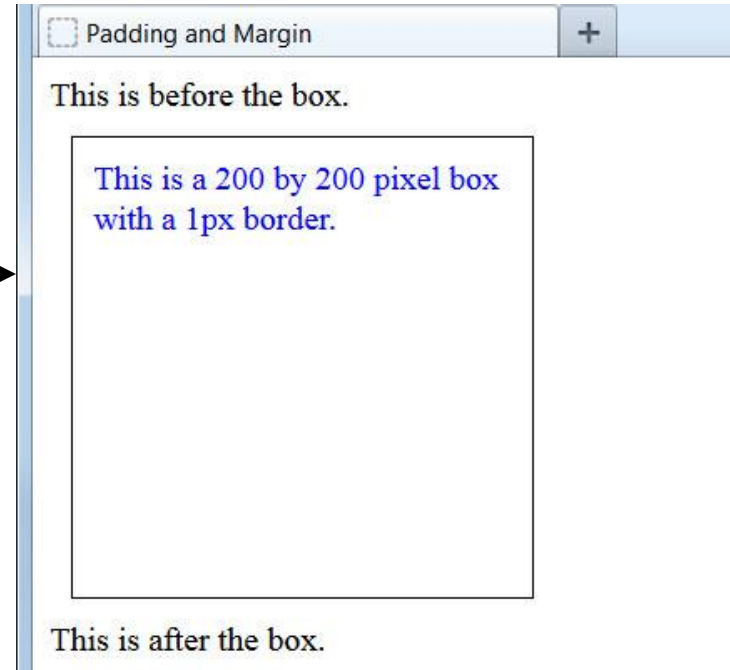 Padding and Margin
This is before the box.
This is a 200 by 200 pixel box
with a 1px border.
This is after the box.